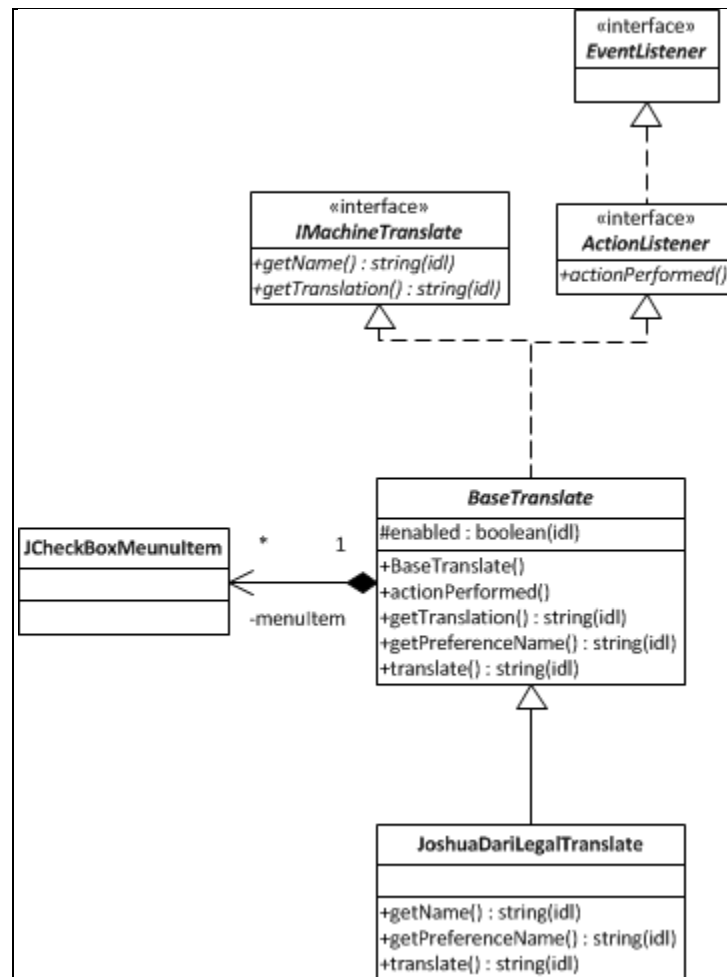 «interface»
EventListener
«interface»
IMachineTranslate
+getName() : string(idl)
+getTranslation() : string(idl)
«interface»
ActionListener
+actionPerformed()
BaseTranslate
#enabled : boolean(idl)
+BaseTranslate()
+actionPerformed()
+getTranslation() : string(idl)
+getPreferenceName() : string(idl)
+translate() : string(idl)
JCheckBoxMeunuItem
*
1
-menuItem
JoshuaDariLegalTranslate
+getName() : string(idl)
+getPreferenceName() : string(idl)
+translate() : string(idl)